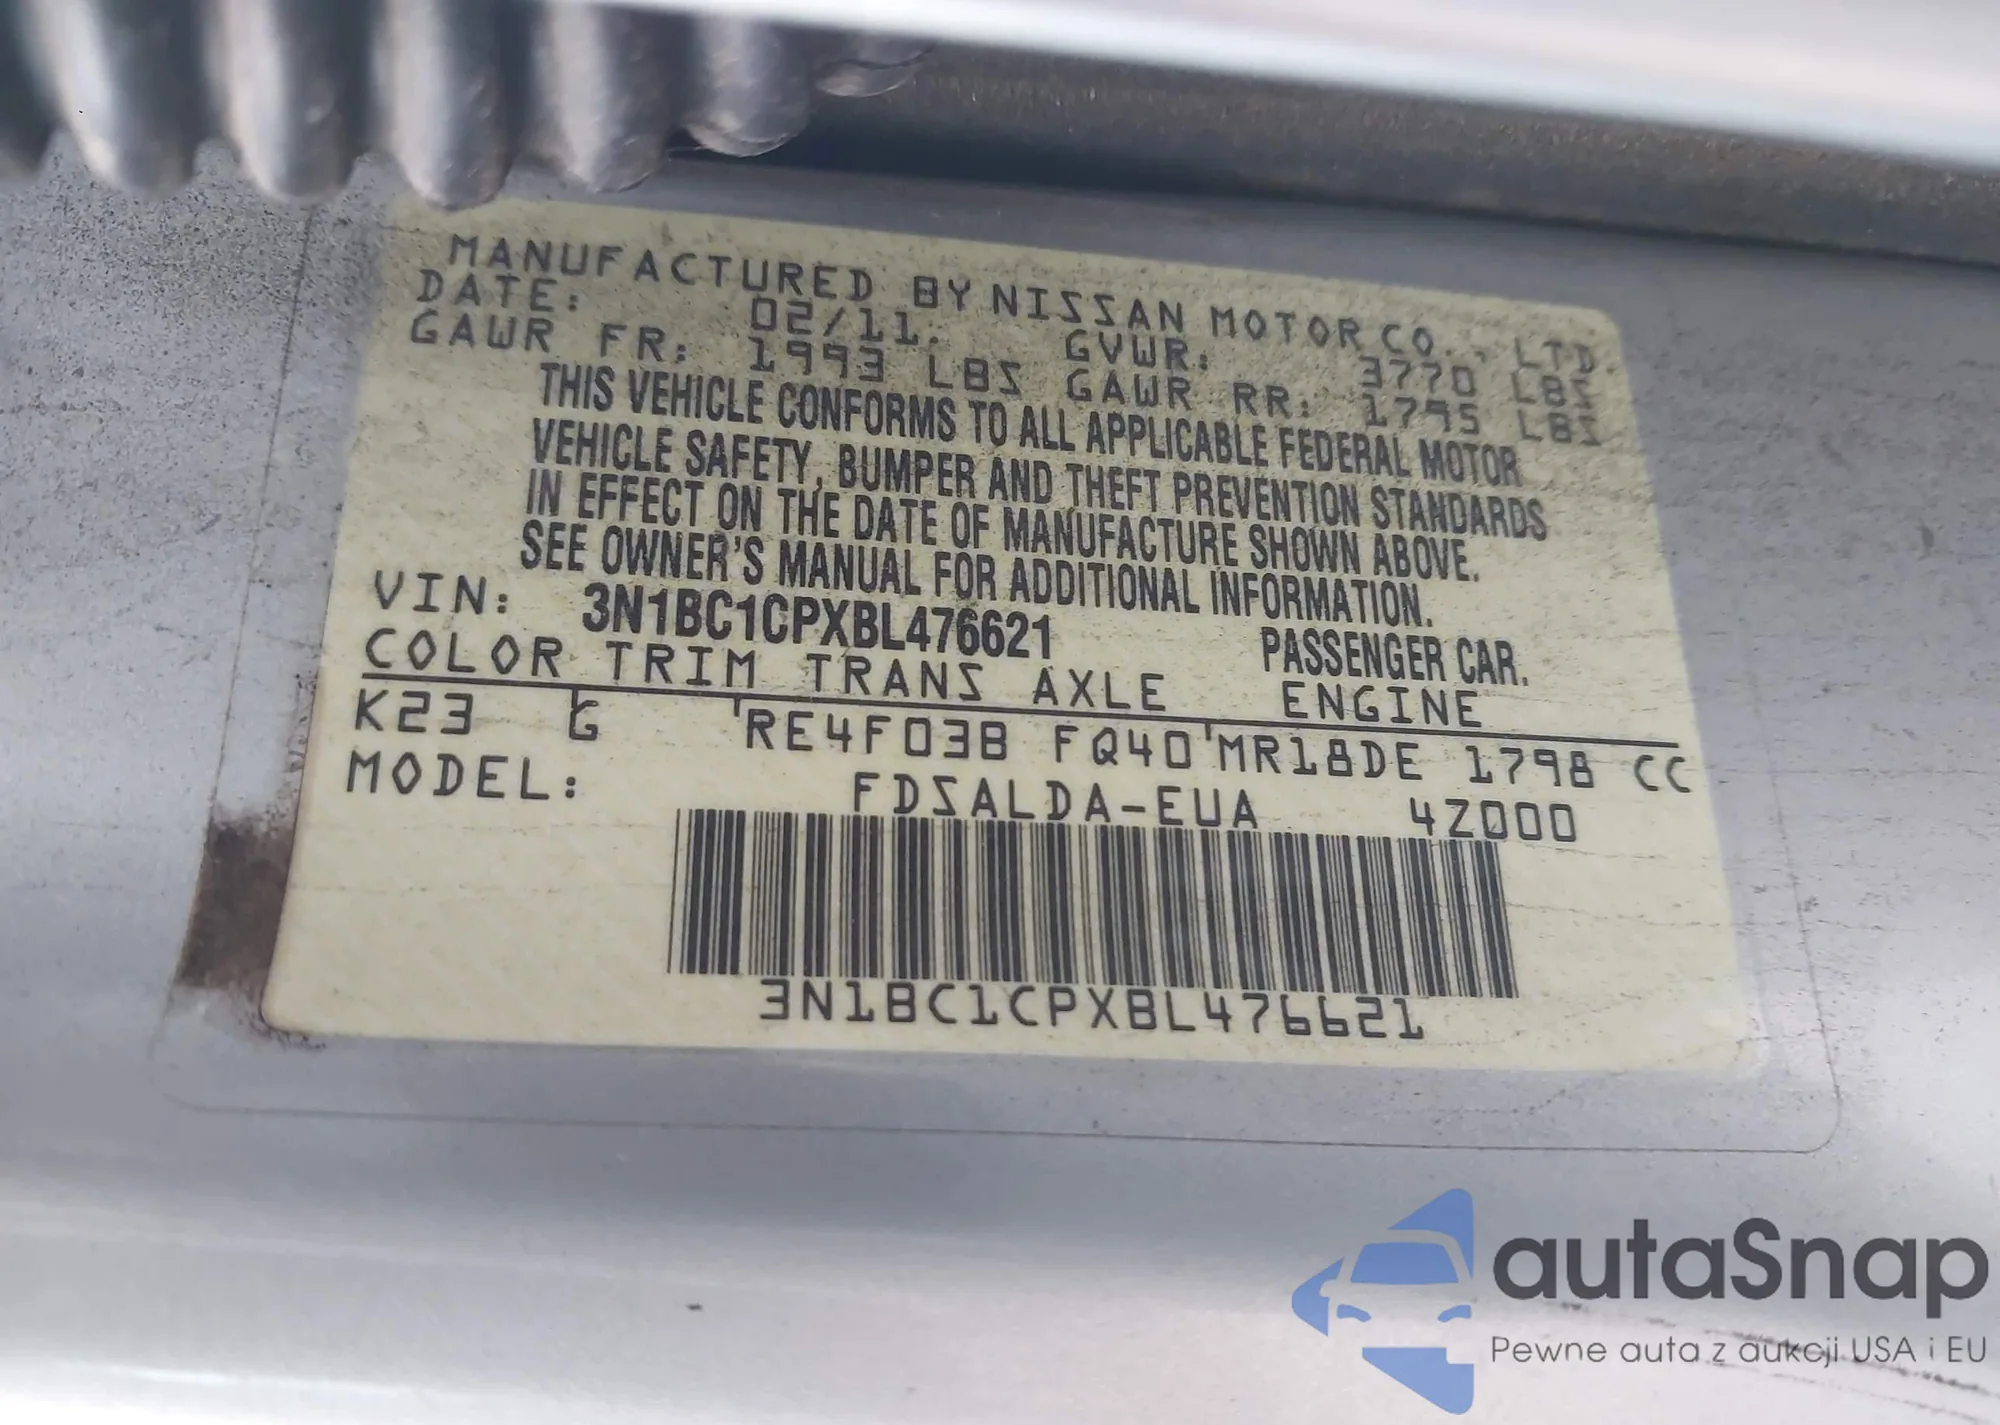 MANUFACTURED BY NISSAN MOTOR CO., LTD.
DATE: 02/11. GVWR: 3770 LBS
GAWR FR: 1993 LBS GAWR RR: 1795 LBS
THIS VEHICLE CONFORMS TO ALL APPLICABLE FEDERAL MOTOR
VEHICLE SAFETY, BUMPER AND THEFT PREVENTION STANDARDS
IN EFFECT ON THE DATE OF MANUFACTURE SHOWN ABOVE.
SEE OWNER'S MANUAL FOR ADDITIONAL INFORMATION.
VIN: 3N1BC1CPXBL476621 PASSENGER CAR.
COLOR TRIM TRANS AXLE ENGINE
K23 G RE4F03B FQ40 MR18DE 1798 CC
MODEL: FDSALDA-EUA 4Z000
3N1BC1CPXBL476621
autaSnap
Pewne auta z aukcji USA i EU